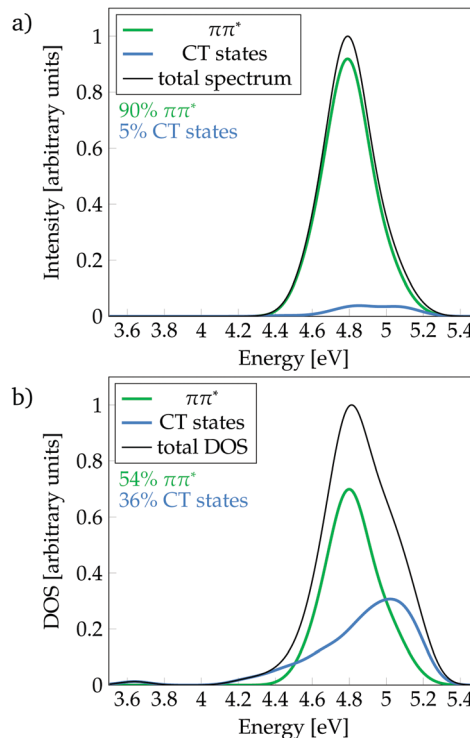 a)
ππ*
CT states
total spectrum
90% ππ*
5% CT states
Intensity [arbitrary units]
1
0.8
0.6
0.4
0.2
0
3.6 3.8 4 4.2 4.4 4.6 4.8 5 5.2 5.4
Energy [eV]
b)
ππ*
CT states
total DOS
54% ππ*
36% CT states
DOS [arbitrary units]
1
0.8
0.6
0.4
0.2
0
3.6 3.8 4 4.2 4.4 4.6 4.8 5 5.2 5.4
Energy [eV]